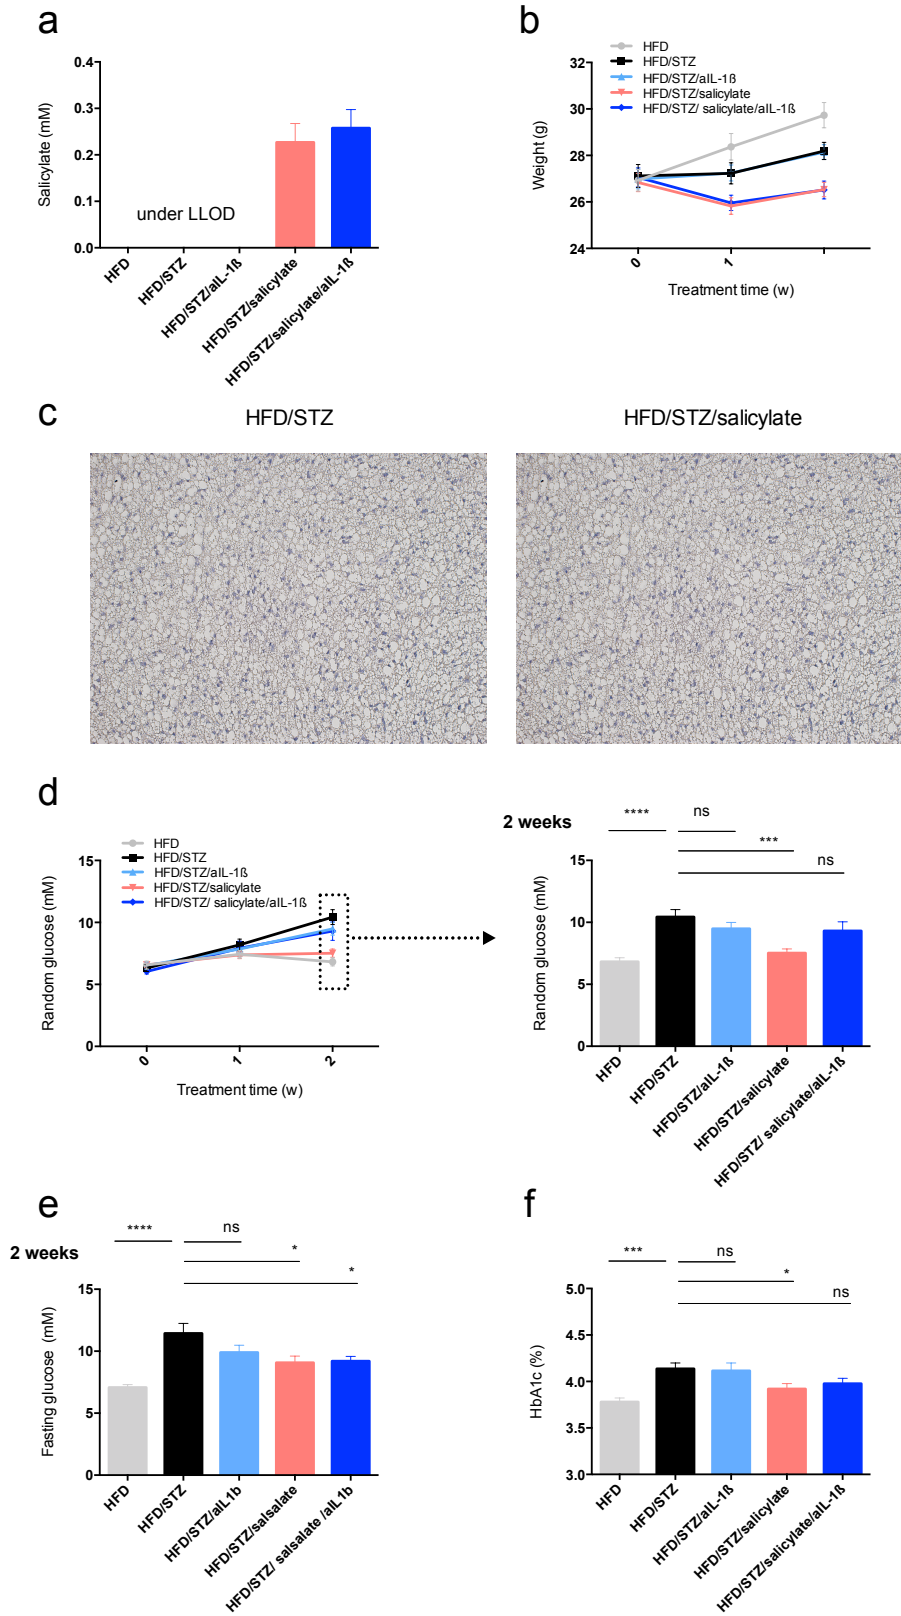 a
Salicylate (mM)
0.4
0.3
0.2
0.1
0.0
under LLOD
HFD
HFD/STZ
HFD/STZ/aIL-1ß
HFD/STZ/salicylate
HFD/STZ/salicylate/aIL-1ß
b
HFD
HFD/STZ
HFD/STZ/aIL-1ß
HFD/STZ/salicylate
HFD/STZ/ salicylate/aIL-1ß
Weight (g)
32
30
28
26
24
0
1
Treatment time (w)
c
HFD/STZ
HFD/STZ/salicylate
d
HFD
HFD/STZ
HFD/STZ/aIL-1ß
HFD/STZ/salicylate
HFD/STZ/ salicylate/aIL-1ß
Random glucose (mM)
15
10
5
0
0
1
2
Treatment time (w)
2 weeks
****
ns
***
ns
Random glucose (mM)
15
10
5
0
HFD
HFD/STZ
HFD/STZ/aIL-1ß
HFD/STZ/salicylate
HFD/STZ/ salicylate/aIL-1ß
e
2 weeks
****
ns
*
*
Fasting glucose (mM)
15
10
5
0
HFD
HFD/STZ
HFD/STZ/aIL1b
HFD/STZ/salsalate
HFD/STZ/ salsalate /aIL1b
f
***
ns
*
ns
HbA1c (%)
5.0
4.5
4.0
3.5
3.0
HFD
HFD/STZ
HFD/STZ/aIL-1ß
HFD/STZ/salicylate
HFD/STZ/salicylate/aIL-1ß